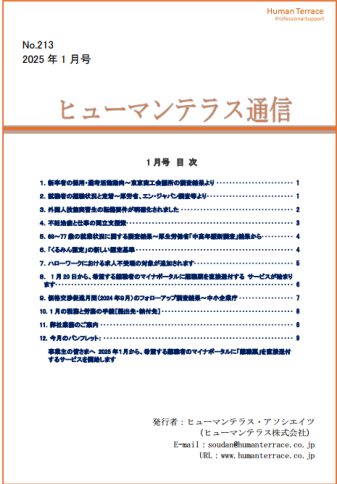 Human Terrace
Professional Support
No.213
2025 年 1 月号
ヒューマンテラス通信
1 月号 目 次
1. 新卒者の採用・選考活動動向～東京商工会議所の調査結果より ･････････････ 1
2. 就職者の離職状況と定着～厚労省、エン・ジャパン調査等より ･････････････ 1
3. 外国人技能実習生の転籍要件が明確化されました ･････････････ 2
4. 不妊治療と仕事の両立支援策 ･････････････ 3
5. 66～77 歳の就業状況に関する調査結果～厚生労働省「中高年縦断調査」結果から ･････････････ 4
6. 「くるみん認定」の新しい認定基準 ･････････････ 4
7. ハローワークにおける求人不受理の対象が追加されます ･････････････ 5
8. 1 月 20 日から、希望する離職者のマイナポータルに離職票を直接送付する サービスが始まり
ます ･････････････ 6
9. 価格交渉促進月間（2024 年9月）のフォローアップ調査結果～中小企業庁 ･････････････ 7
10. 1 月の税務と労務の手続［提出先・納付先］ ･････････････ 8
11. 弊社業務のご案内 ･････････････ 8
12. 今月のパンフレット: ･････････････ 9
事業主の皆さまへ 2025 年1月から、希望する離職者のマイナポータルに「離職票」を直接送付
するサービスを開始します
発行者：ヒューマンテラス・アソシエイツ
（ヒューマンテラス株式会社）
E-mail：soudan@humanterrace.co.jp
URL：www.humanterrace.co.jp